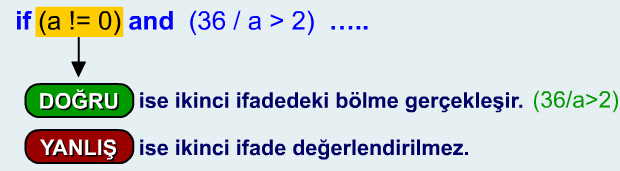 if (a != 0) and (36 / a > 2) .....
DOĞRU ise ikinci ifadedeki bölme gerçekleşir. (36/a>2)
YANLIŞ ise ikinci ifade değerlendirilmez.